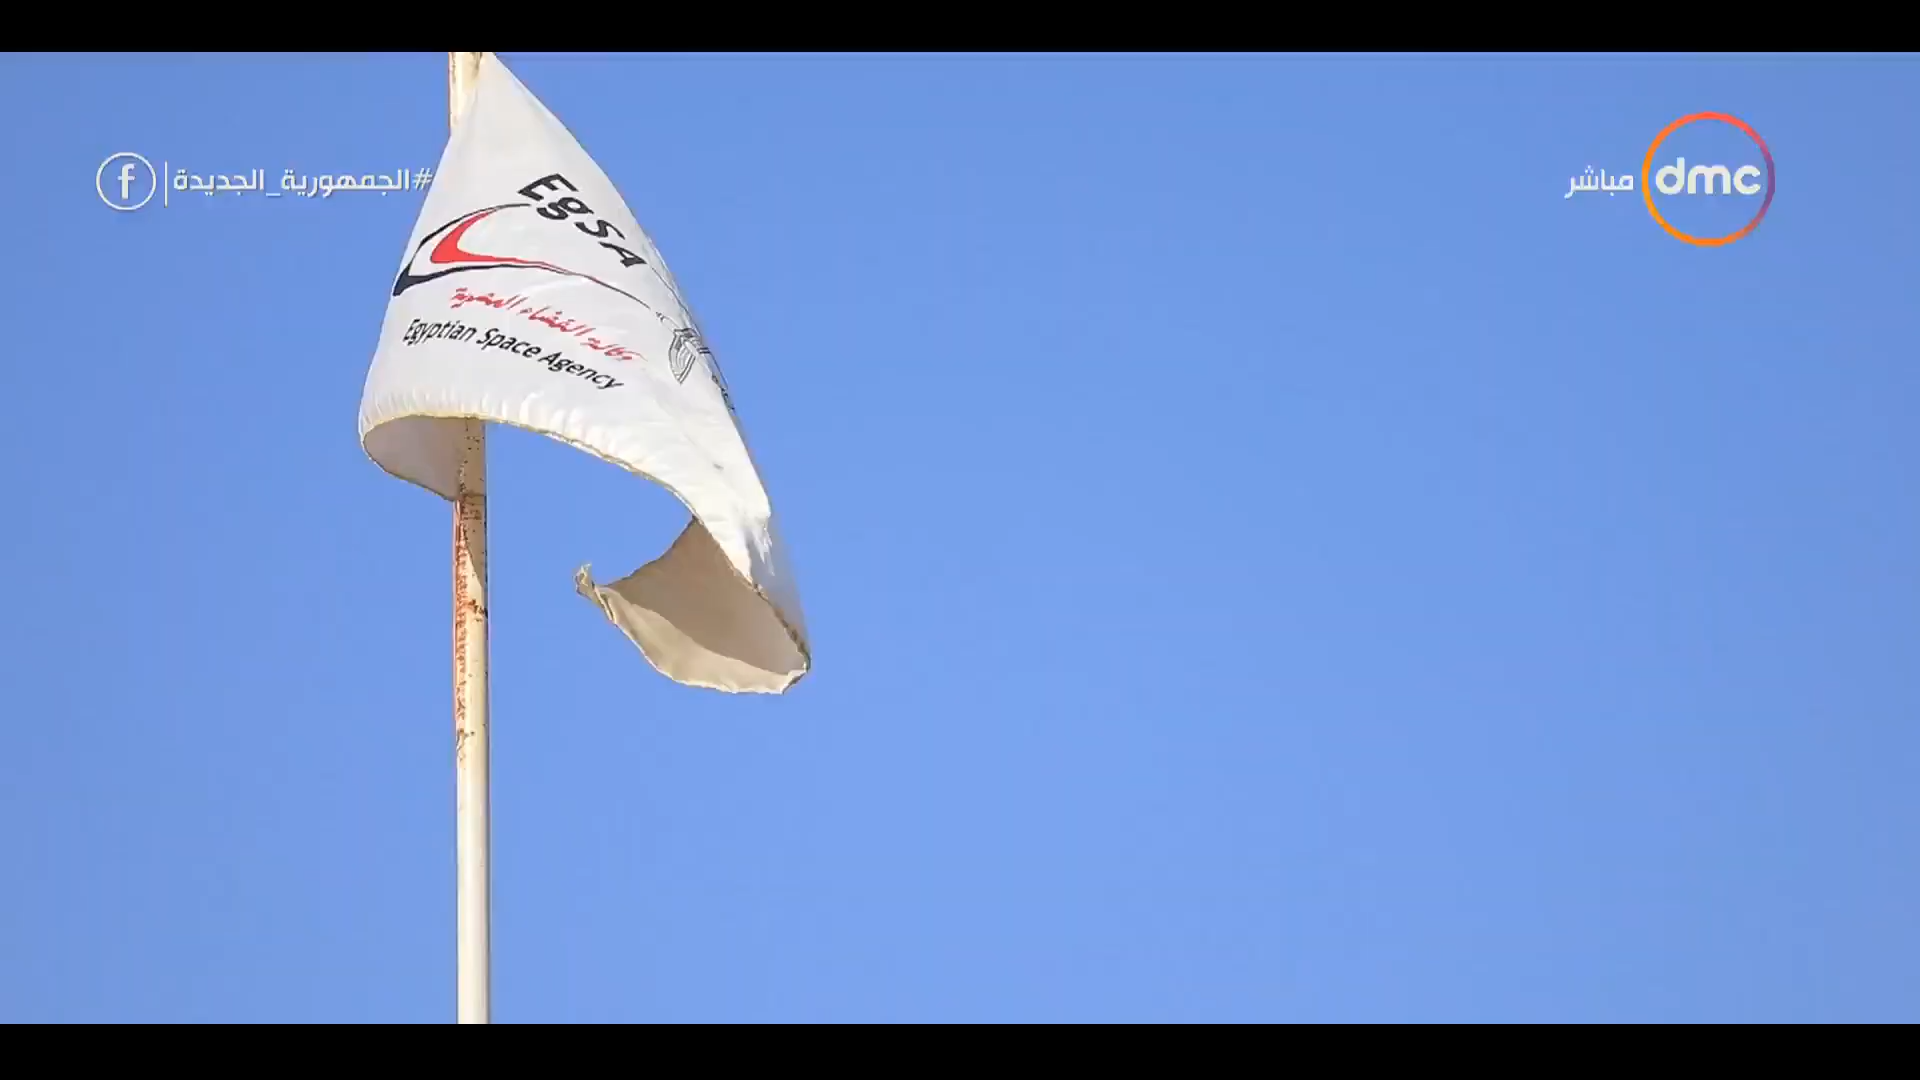 #الجمهورية_الجديدة
f
dmc
مباشر
EgSA
وكالة الفضاء المصرية
Egyptian Space Agency